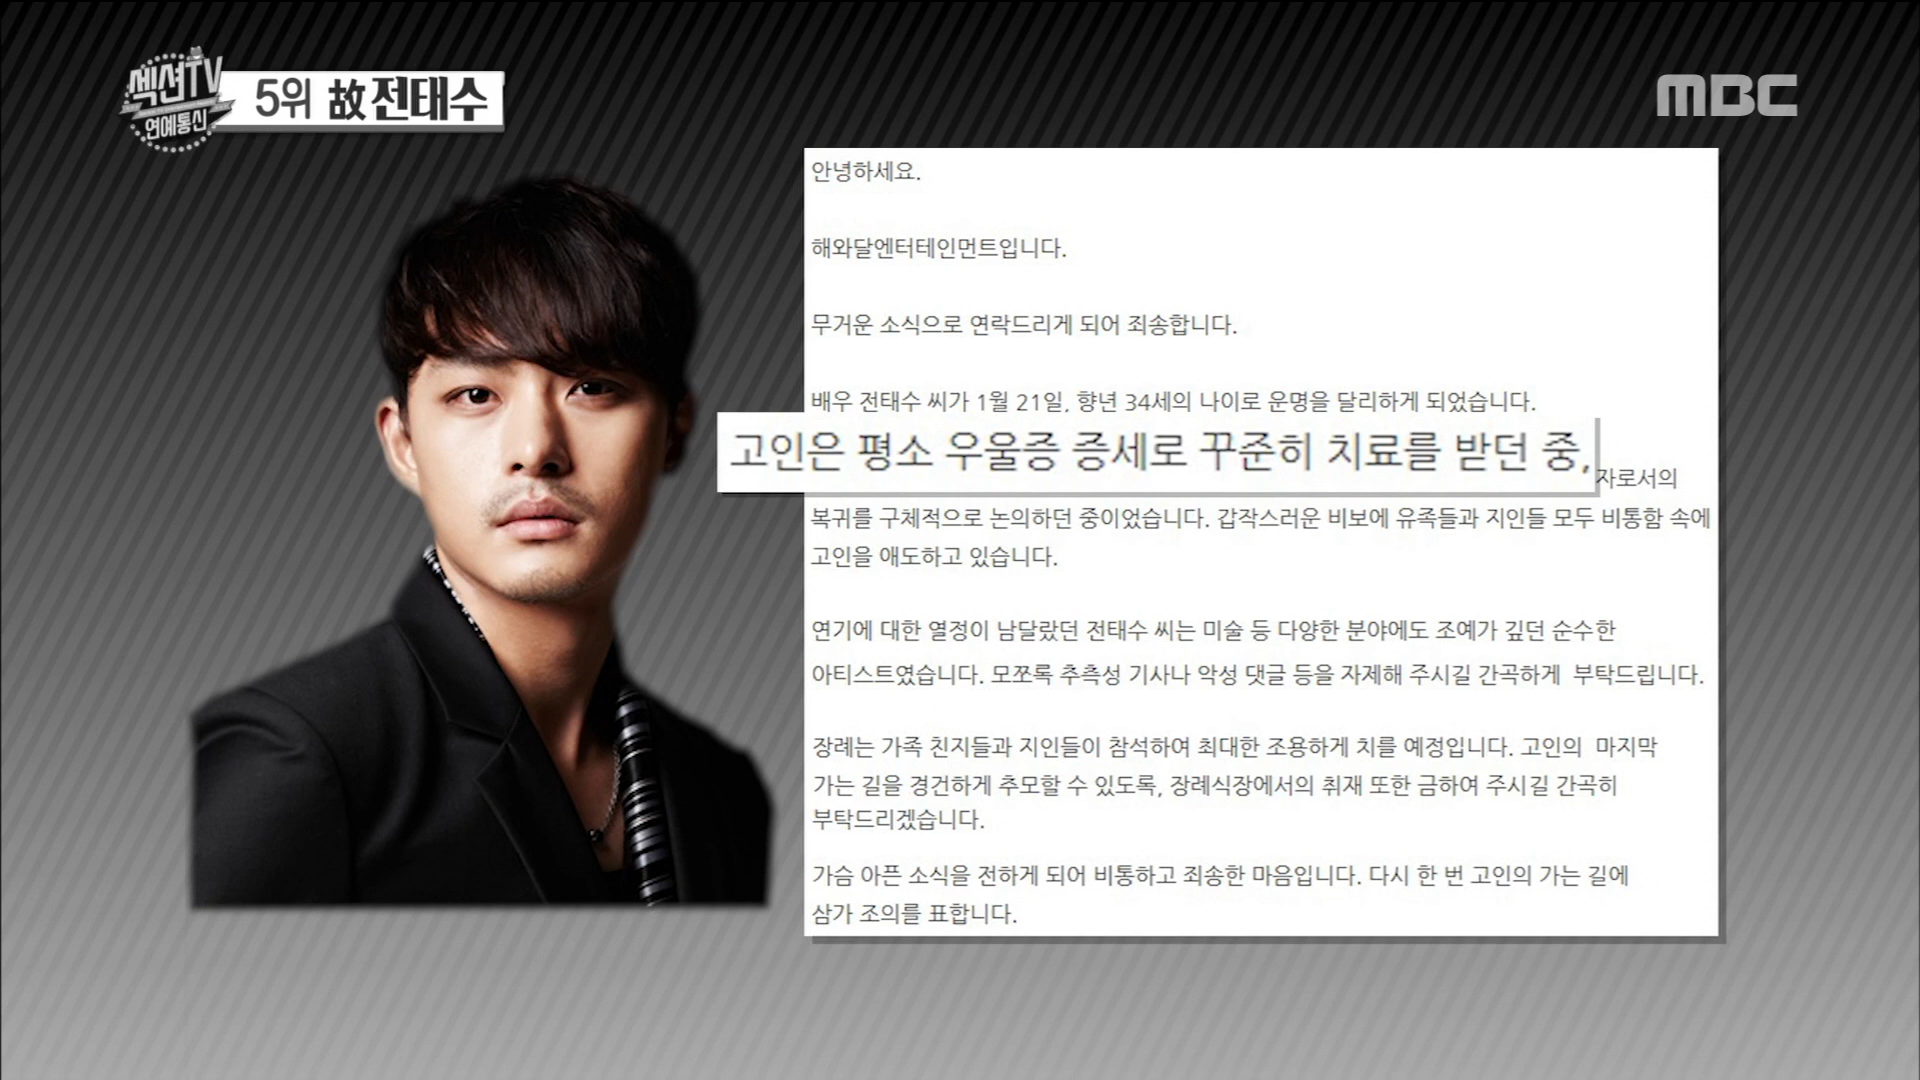 섹션TV
연예통신
5위 故전태수
MBC
안녕하세요.
해와달엔터테인먼트입니다.
무거운 소식으로 연락드리게 되어 죄송합니다.
배우 전태수 씨가 1월 21일, 향년 34세의 나이로 운명을 달리하게 되었습니다.
고인은 평소 우울증 증세로 꾸준히 치료를 받던 중,
자로서의
복귀를 구체적으로 논의하던 중이었습니다. 갑작스러운 비보에 유족들과 지인들 모두 비통함 속에
고인을 애도하고 있습니다.
연기에 대한 열정이 남달랐던 전태수 씨는 미술 등 다양한 분야에도 조예가 깊던 순수한
아티스트였습니다. 모쪼록 추측성 기사나 악성 댓글 등을 자제해 주시길 간곡하게 부탁드립니다.
장례는 가족 친지들과 지인들이 참석하여 최대한 조용하게 치를 예정입니다. 고인의 마지막
가는 길을 경건하게 추모할 수 있도록, 장례식장에서의 취재 또한 금하여 주시길 간곡히
부탁드리겠습니다.
가슴 아픈 소식을 전하게 되어 비통하고 죄송한 마음입니다. 다시 한 번 고인의 가는 길에
삼가 조의를 표합니다.